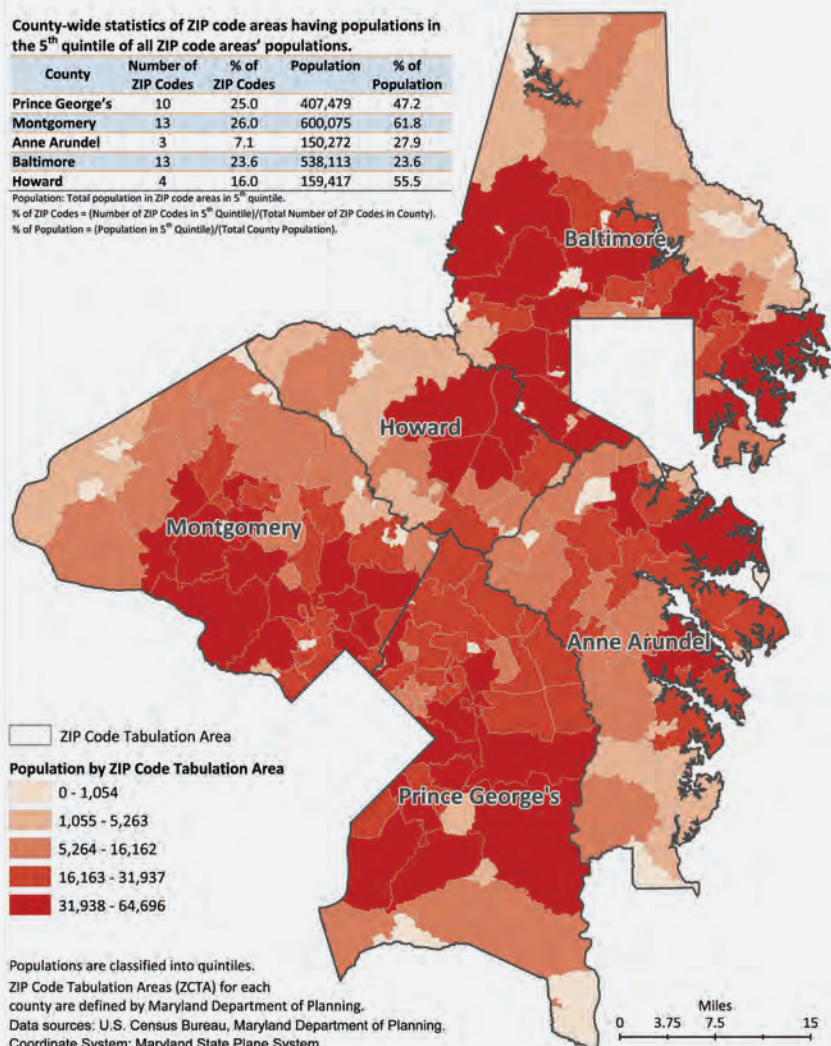 County-wide statistics of ZIP code areas having populations in
the 5th quintile of all ZIP code areas' populations.
County Number of ZIP Codes % of ZIP Codes Population % of Population
Prince George's 10 25.0 407,479 47.2
Montgomery 13 26.0 600,075 61.8
Anne Arundel 3 7.1 150,272 27.9
Baltimore 13 23.6 538,113 23.6
Howard 4 16.0 159,417 55.5
Population: Total population in ZIP code areas in 5th quintile.
% of ZIP Codes = (Number of ZIP Codes in 5th Quintile)/(Total Number of ZIP Codes in County).
% of Population = (Population in 5th Quintile)/(Total County Population).
Baltimore
Howard
Montgomery
Anne Arundel
Prince George's
ZIP Code Tabulation Area
Population by ZIP Code Tabulation Area
0 - 1,054
1,055 - 5,263
5,264 - 16,162
16,163 - 31,937
31,938 - 64,696
Populations are classified into quintiles.
ZIP Code Tabulation Areas (ZCTA) for each
county are defined by Maryland Department of Planning.
Data sources: U.S. Census Bureau, Maryland Department of Planning.
Coordinate System: Maryland State Plane System
Miles
0 3.75 7.5 15